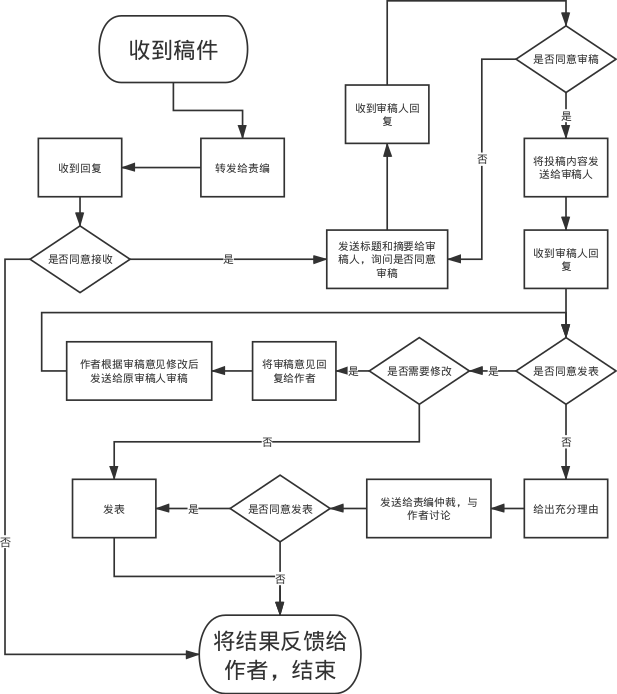 收到稿件
转发给责编
收到回复
是否同意接收
是
否
发送标题和摘要给审
稿人，询问是否同意
审稿
收到审稿人回
复
是否同意审稿
否
是
将投稿内容发
送给审稿人
收到审稿人回
复
是否同意发表
是
否
是否需要修改
是
否
将审稿意见回
复给作者
作者根据审稿意见修改后
发送给原审稿人审稿
给出充分理由
发送给责编仲裁，与
作者讨论
是否同意发表
是
否
发表
将结果反馈给
作者，结束